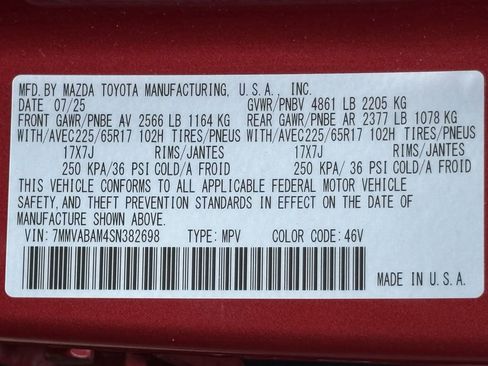 MFD. BY MAZDA TOYOTA MANUFACTURING, U.S.A., INC.
DATE 07/25 GVWR/PNBV 4861 LB 2205 KG
FRONT GAWR/PNBE AV 2566 LB 1164 KG REAR GAWR/PNBE AR 2377 LB 1078 KG
WITH/AVEC225/65R17 102H TIRES/PNEUS WITH/AVEC225/65R17 102H TIRES/PNEUS
17X7J RIMS/JANTES 17X7J RIMS/JANTES
250 KPA/36 PSI COLD/A FROID 250 KPA/36 PSI COLD/A FROID
THIS VEHICLE CONFORMS TO ALL APPLICABLE FEDERAL MOTOR VEHICLE
SAFETY,AND THEFT PREVENTION STANDARDS IN EFFECT ON THE DATE OF
MANUFACTURE SHOWN ABOVE.
VIN: 7MMVABAM4SN382698 TYPE: MPV COLOR CODE: 46V
MADE IN U.S.A.